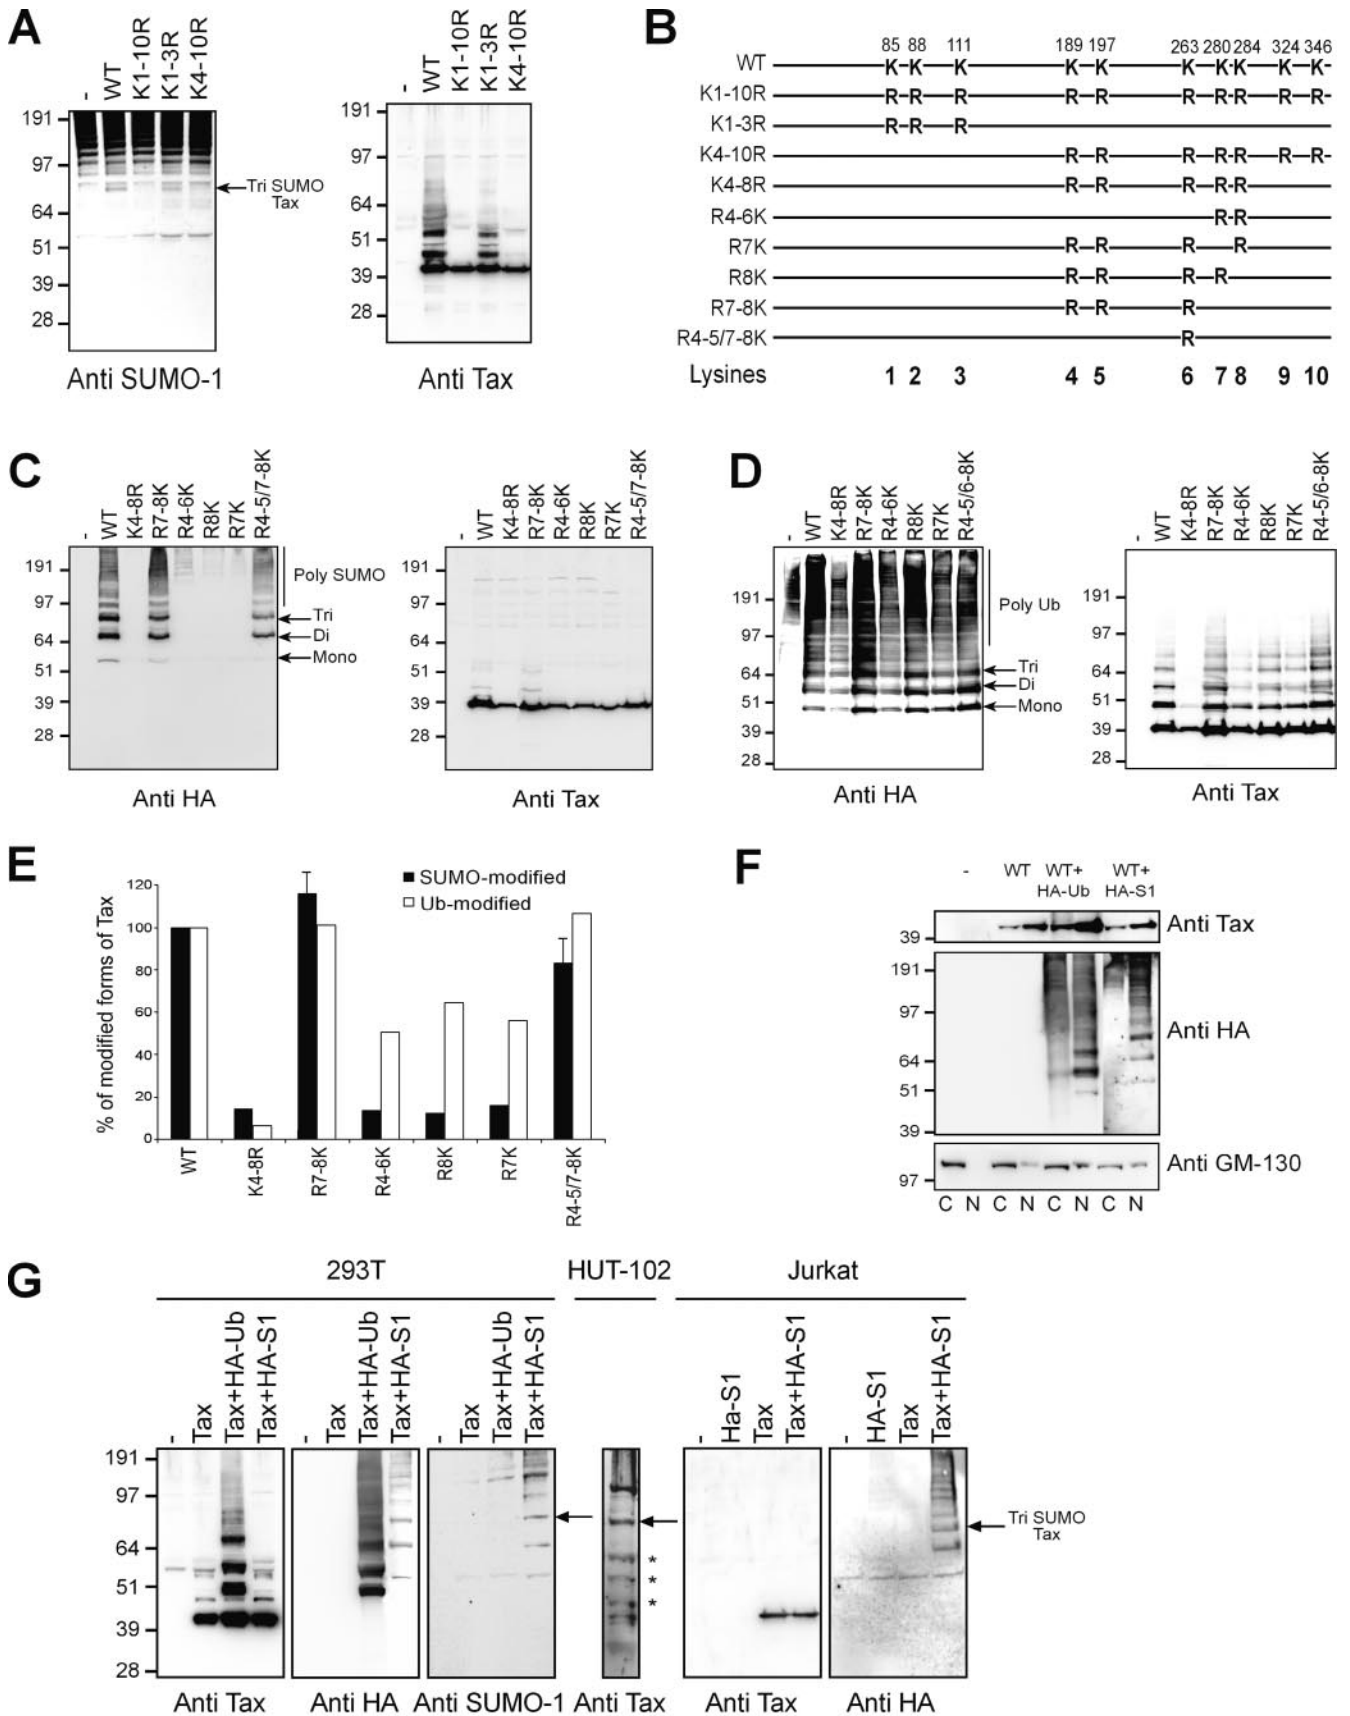 A
-
WT
K1-10R
K1-3R
K4-10R
191
97
64
51
39
28
Tri SUMO
Tax
Anti SUMO-1
-
WT
K1-10R
K1-3R
K4-10R
191
97
64
51
39
28
Anti Tax
B
85 88 111 189 197 263 280 284 324 346
WT K K K K K K K K K K
K1-10R R R R R R R R R R R
K1-3R R R R
K4-10R R R R R R R R
K4-8R R R R R R
R4-6K R R
R7K R R R R
R8K R R R R
R7-8K R R R
R4-5/7-8K R
Lysines 1 2 3 4 5 6 7 8 9 10
C
-
WT
K4-8R
R7-8K
R4-6K
R8K
R7K
R4-5/7-8K
191
97
64
51
39
28
Poly SUMO
Tri
Di
Mono
Anti HA
-
WT
K4-8R
R7-8K
R4-6K
R8K
R7K
R4-5/7-8K
191
97
64
51
39
28
Anti Tax
D
-
WT
K4-8R
R7-8K
R4-6K
R8K
R7K
R4-5/6-8K
191
97
64
51
39
28
Poly Ub
Tri
Di
Mono
Anti HA
-
WT
K4-8R
R7-8K
R4-6K
R8K
R7K
R4-5/6-8K
191
97
64
51
39
28
Anti Tax
E
% of modified forms of Tax
120
100
80
60
40
20
0
SUMO-modified
Ub-modified
WT
K4-8R
R7-8K
R4-6K
R8K
R7K
R4-5/7-8K
F
- WT WT+ WT+
HA-Ub HA-S1
39
Anti Tax
191
97
64
51
39
Anti HA
97
Anti GM-130
C N C N C N C N
G
293T
HUT-102
Jurkat
-
Tax
Tax+HA-Ub
Tax+HA-S1
191
97
64
51
39
28
Anti Tax
-
Tax
Tax+HA-Ub
Tax+HA-S1
Anti HA
-
Tax
Tax+HA-Ub
Tax+HA-S1
Anti SUMO-1
*
*
*
Anti Tax
-
Ha-S1
Tax
Tax+HA-S1
Anti Tax
-
HA-S1
Tax
Tax+HA-S1
Tri SUMO
Tax
Anti HA